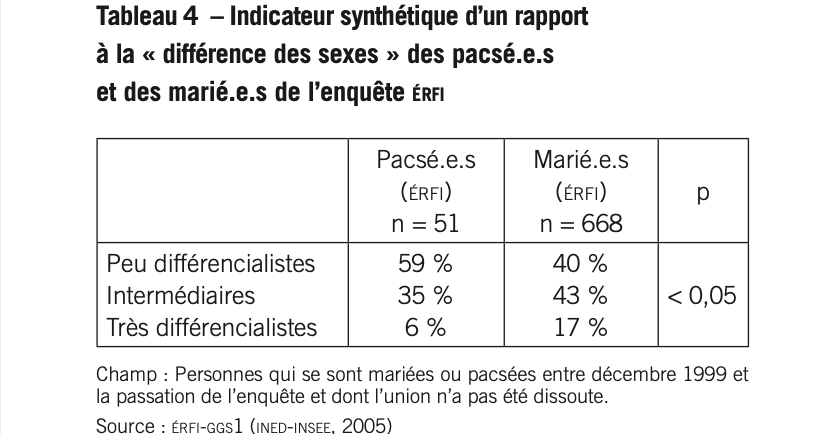 Tableau 4 – Indicateur synthétique d’un rapport
à la « différence des sexes » des pacsé.e.s
et des marié.e.s de l’enquête ÉRFI
Pacsé.e.s (ÉRFI) n = 51
Marié.e.s (ÉRFI) n = 668
p
Peu différencialistes 59 % 40 %
Intermédiaires 35 % 43 % < 0,05
Très différencialistes 6 % 17 %
Champ : Personnes qui se sont mariées ou pacsées entre décembre 1999 et
la passation de l’enquête et dont l’union n’a pas été dissoute.
Source : ÉRFI-GGS1 (INED-INSEE, 2005)